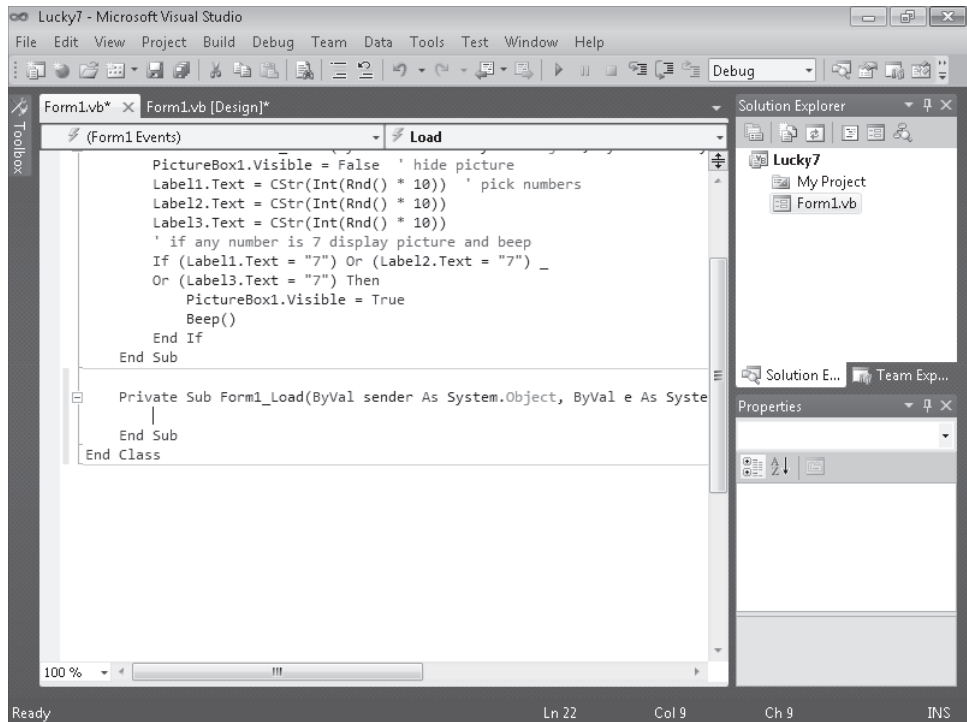 Lucky7 - Microsoft Visual Studio
File Edit View Project Build Debug Team Data Tools Test Window Help
Debug
Toolbox
Form1.vb* Form1.vb [Design]*
(Form1 Events) Load
PictureBox1.Visible = False ' hide picture
Label1.Text = CStr(Int(Rnd() * 10)) ' pick numbers
Label2.Text = CStr(Int(Rnd() * 10))
Label3.Text = CStr(Int(Rnd() * 10))
' if any number is 7 display picture and beep
If (Label1.Text = "7") Or (Label2.Text = "7") _
Or (Label3.Text = "7") Then
PictureBox1.Visible = True
Beep()
End If
End Sub
Private Sub Form1_Load(ByVal sender As System.Object, ByVal e As Syste
End Sub
End Class
100 %
Solution Explorer
Lucky7
My Project
Form1.vb
Solution E... Team Exp...
Properties
Ready Ln 22 Col 9 Ch 9 INS